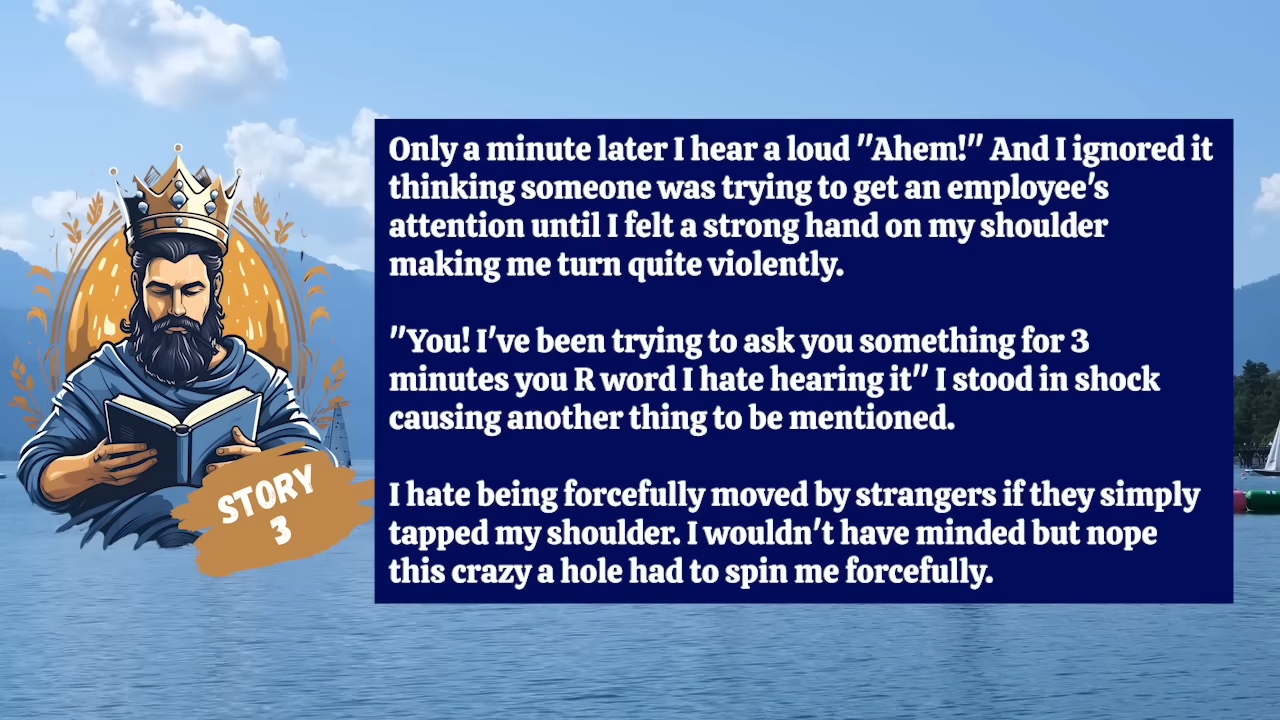 Only a minute later I hear a loud "Ahem!" And I ignored it
thinking someone was trying to get an employee's
attention until I felt a strong hand on my shoulder
making me turn quite violently.
"You! I've been trying to ask you something for 3
minutes you R word I hate hearing it" I stood in shock
causing another thing to be mentioned.
I hate being forcefully moved by strangers if they simply
tapped my shoulder. I wouldn't have minded but nope
this crazy a hole had to spin me forcefully.
STORY
3